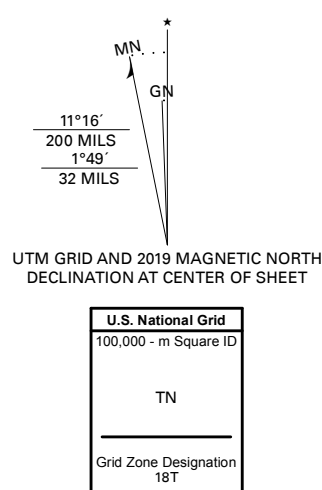 ★
MN
GN
11°16´
200 MILS
1°49´
32 MILS
UTM GRID AND 2019 MAGNETIC NORTH
DECLINATION AT CENTER OF SHEET
U.S. National Grid
100,000 - m Square ID
TN
Grid Zone Designation
18T